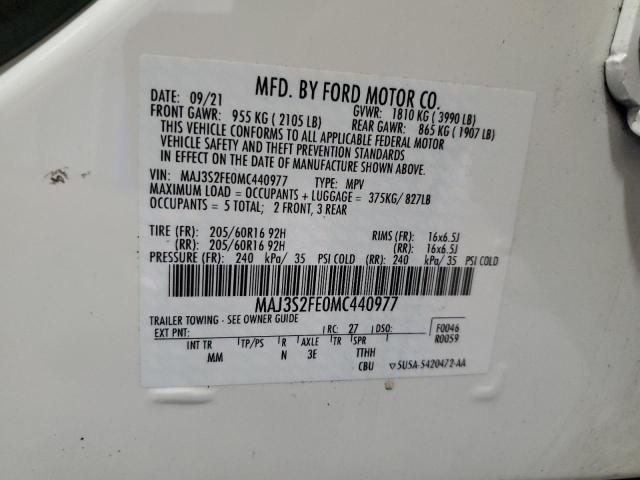 MFD. BY FORD MOTOR CO.
DATE: 09/21 GVWR: 1810 KG ( 3990 LB)
FRONT GAWR: 955 KG ( 2105 LB) REAR GAWR: 865 KG ( 1907 LB)
THIS VEHICLE CONFORMS TO ALL APPLICABLE FEDERAL MOTOR
VEHICLE SAFETY AND THEFT PREVENTION STANDARDS
IN EFFECT ON THE DATE OF MANUFACTURE SHOWN ABOVE.
VIN: MAJ3S2FE0MC440977 TYPE: MPV
MAXIMUM LOAD = OCCUPANTS + LUGGAGE = 375KG/ 827LB
OCCUPANTS = 5 TOTAL; 2 FRONT, 3 REAR
TIRE (FR): 205/60R16 92H RIMS (FR): 16x6.5J
(RR): 205/60R16 92H (RR): 16x6.5J
PRESSURE (FR): 240 kPa/ 35 PSI COLD (RR): 240 kPa/ 35 PSI COLD
MAJ3S2FE0MC440977
TRAILER TOWING - SEE OWNER GUIDE
EXT PNT: RC: 27 DSO: F0046
R0059
INT TR TP/PS R AXLE TR SPR
MM N 3E TTHH
CBU ▽5U5A-5420472-AA